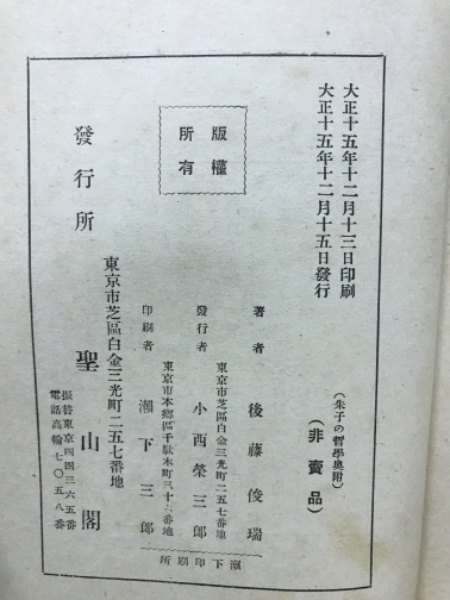 大正十五年十二月十三日印刷
大正十五年十二月十五日發行
(朱子の哲學奥附)
(非賣品)
版權
所有
著者 後藤俊瑞
東京市芝區白金三光町二五七番地
發行者 小西榮三郎
東京市本郷區千駄木町三十六番地
印刷者 瀨下三郎
瀨下印刷所
發行所
東京市芝區白金三光町二五七番地
聖山閣
振替東京四四三六五番
電話高輪七〇五八番